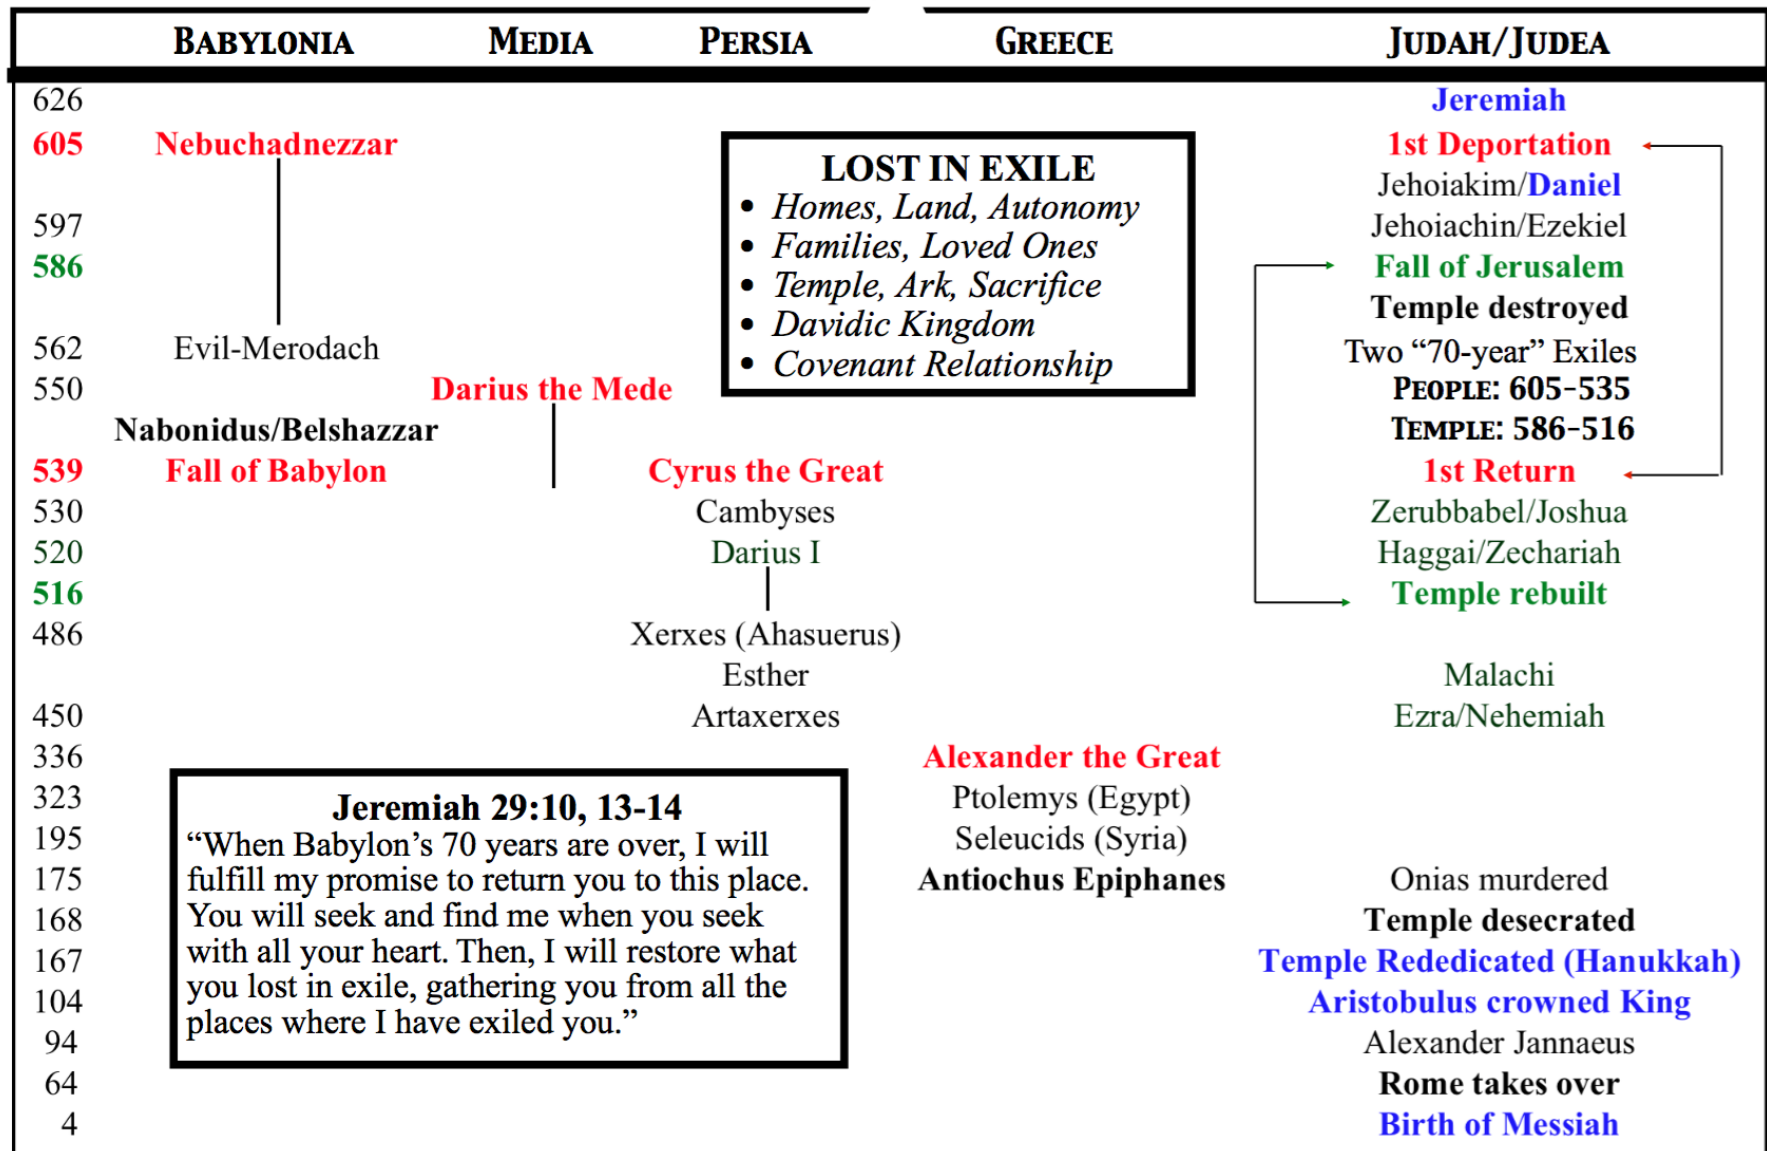 BABYLONIA MEDIA PERSIA GREECE JUDAH/JUDEA
626 Jeremiah
605 Nebuchadnezzar 1st Deportation
Jehoiakim/Daniel
597 Jehoiachin/Ezekiel
586 Fall of Jerusalem
Temple destroyed
562 Evil-Merodach Two “70-year” Exiles
550 Darius the Mede PEOPLE: 605-535
Nabonidus/Belshazzar TEMPLE: 586-516
539 Fall of Babylon Cyrus the Great 1st Return
530 Cambyses Zerubbabel/Joshua
520 Darius I Haggai/Zechariah
516 Temple rebuilt
486 Xerxes (Ahasuerus)
Esther Malachi
450 Artaxerxes Ezra/Nehemiah
336 Alexander the Great
323 Ptolemys (Egypt)
195 Seleucids (Syria)
175 Antiochus Epiphanes Onias murdered
168 Temple desecrated
167 Temple Rededicated (Hanukkah)
104 Aristobulus crowned King
94 Alexander Jannaeus
64 Rome takes over
4 Birth of Messiah
LOST IN EXILE
• Homes, Land, Autonomy
• Families, Loved Ones
• Temple, Ark, Sacrifice
• Davidic Kingdom
• Covenant Relationship
Jeremiah 29:10, 13-14
“When Babylon’s 70 years are over, I will
fulfill my promise to return you to this place.
You will seek and find me when you seek
with all your heart. Then, I will restore what
you lost in exile, gathering you from all the
places where I have exiled you.”